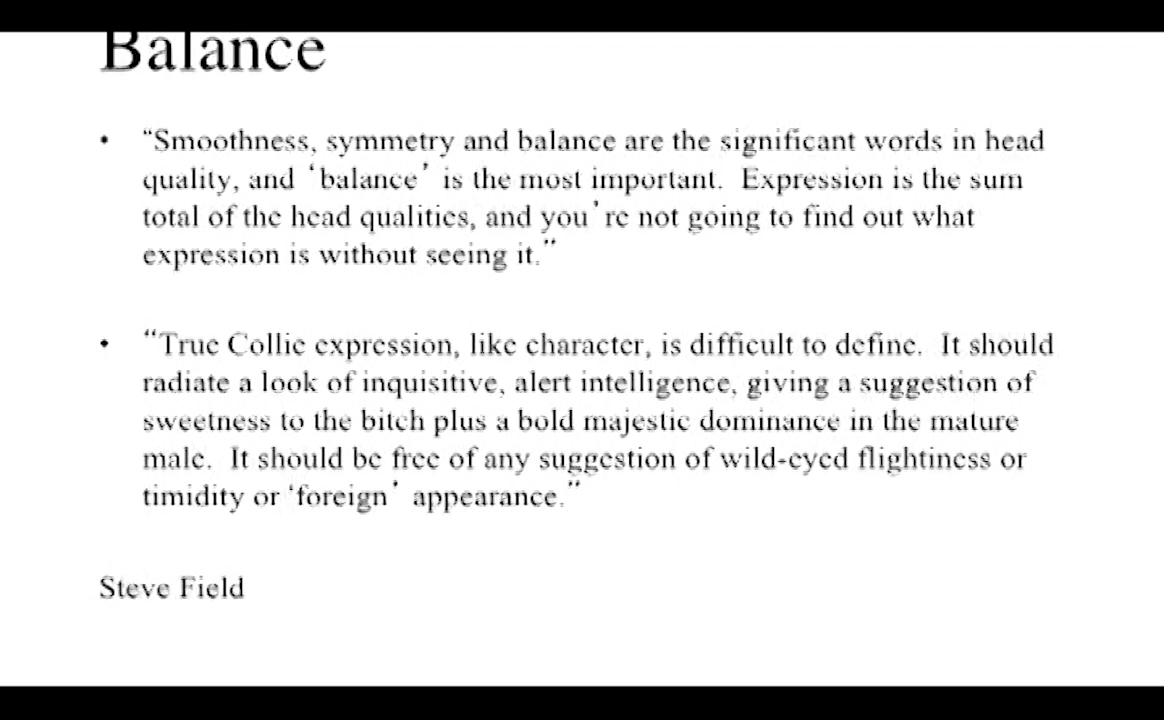 Balance
• “Smoothness, symmetry and balance are the significant words in head
quality, and ‘balance’ is the most important.  Expression is the sum
total of the head qualities, and you’re not going to find out what
expression is without seeing it.”
• “True Collie expression, like character, is difficult to define.  It should
radiate a look of inquisitive, alert intelligence, giving a suggestion of
sweetness to the bitch plus a bold majestic dominance in the mature
male.  It should be free of any suggestion of wild-eyed flightiness or
timidity or ‘foreign’ appearance.”
Steve Field